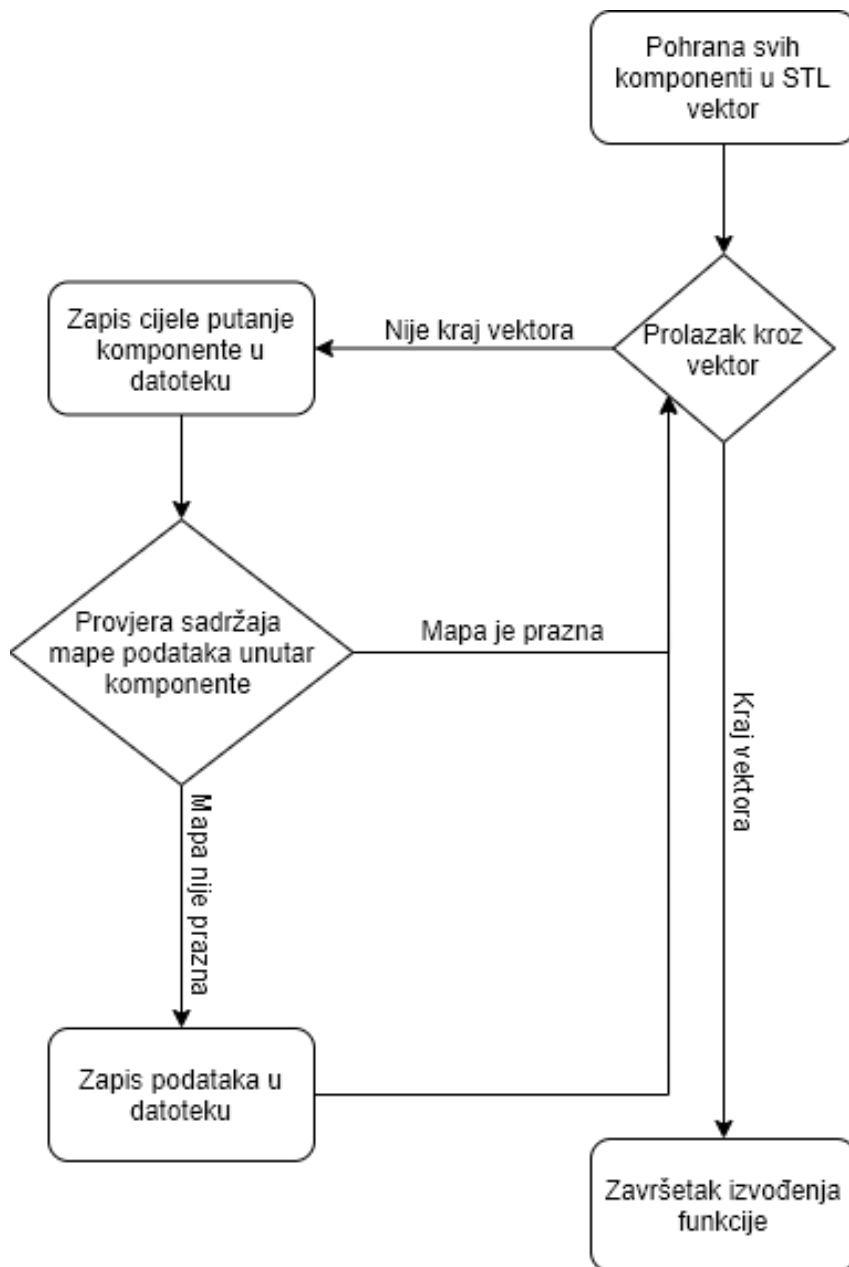 Pohrana svih
komponenti u STL
vektor
Prolazak kroz
vektor
Nije kraj vektora
Zapis cijele putanje
komponente u
datoteku
Provjera sadržaja
mape podataka unutar
komponente
Mapa je prazna
Mapa nije prazna
Zapis podataka u
datoteku
Kraj vektora
Završetak izvođenja
funkcije